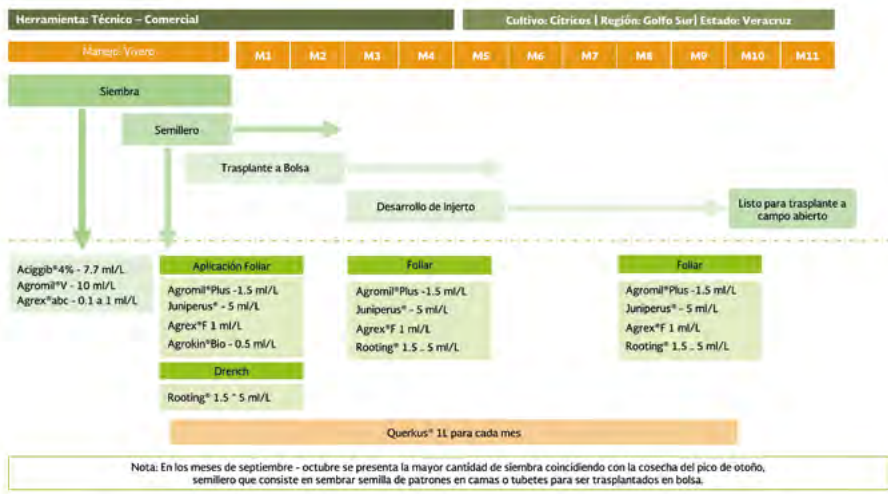 Herramienta: Técnico – Comercial
Cultivo: Cítricos | Región: Golfo Sur| Estado: Veracruz
Manejo: Vivero
M1 M2 M3 M4 M5 M6 M7 M8 M9 M10 M11
Siembra
Semillero
Trasplante a Bolsa
Desarrollo de Injerto
Listo para trasplante a
campo abierto
Aciggib®4% - 7.7 ml/L
Agromil®V - 10 ml/L
Agrex®abc - 0.1 a 1 ml/L
Aplicación Foliar
Agromil®Plus -1.5 ml/L
Juniperus® - 5 ml/L
Agrex®F 1 ml/L
Agrokin®Bio - 0.5 ml/L
Drench
Rooting® 1.5 ˜ 5 ml/L
Foliar
Agromil®Plus -1.5 ml/L
Juniperus® - 5 ml/L
Agrex®F 1 ml/L
Rooting® 1.5 .. 5 ml/L
Foliar
Agromil®Plus -1.5 ml/L
Juniperus® - 5 ml/L
Agrex®F 1 ml/L
Rooting® 1.5 .. 5 ml/L
Querkus® 1L para cada mes
Nota: En los meses de septiembre - octubre se presenta la mayor cantidad de siembra coincidiendo con la cosecha del pico de otoño,
semillero que consiste en sembrar semilla de patrones en camas o tubetes para ser trasplantados en bolsa.